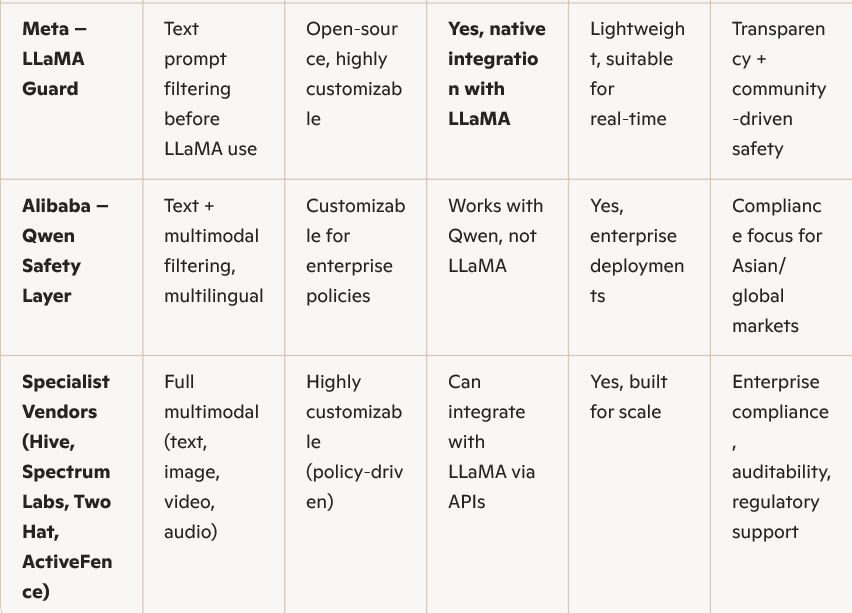 Meta –
LLaMA
Guard
Text
prompt
filtering
before
LLaMA use
Open-sour
ce, highly
customizab
le
Yes, native
integratio
n with
LLaMA
Lightweigh
t, suitable
for
real-time
Transparen
cy +
community
-driven
safety
Alibaba –
Qwen
Safety
Layer
Text +
multimodal
filtering,
multilingual
Customizab
le for
enterprise
policies
Works with
Qwen, not
LLaMA
Yes,
enterprise
deploymen
ts
Complianc
e focus for
Asian/
global
markets
Specialist
Vendors
(Hive,
Spectrum
Labs, Two
Hat,
ActiveFen
ce)
Full
multimodal
(text,
image,
video,
audio)
Highly
customizab
le
(policy-driv
en)
Can
integrate
with
LLaMA via
APIs
Yes, built
for scale
Enterprise
compliance
,
auditability,
regulatory
support